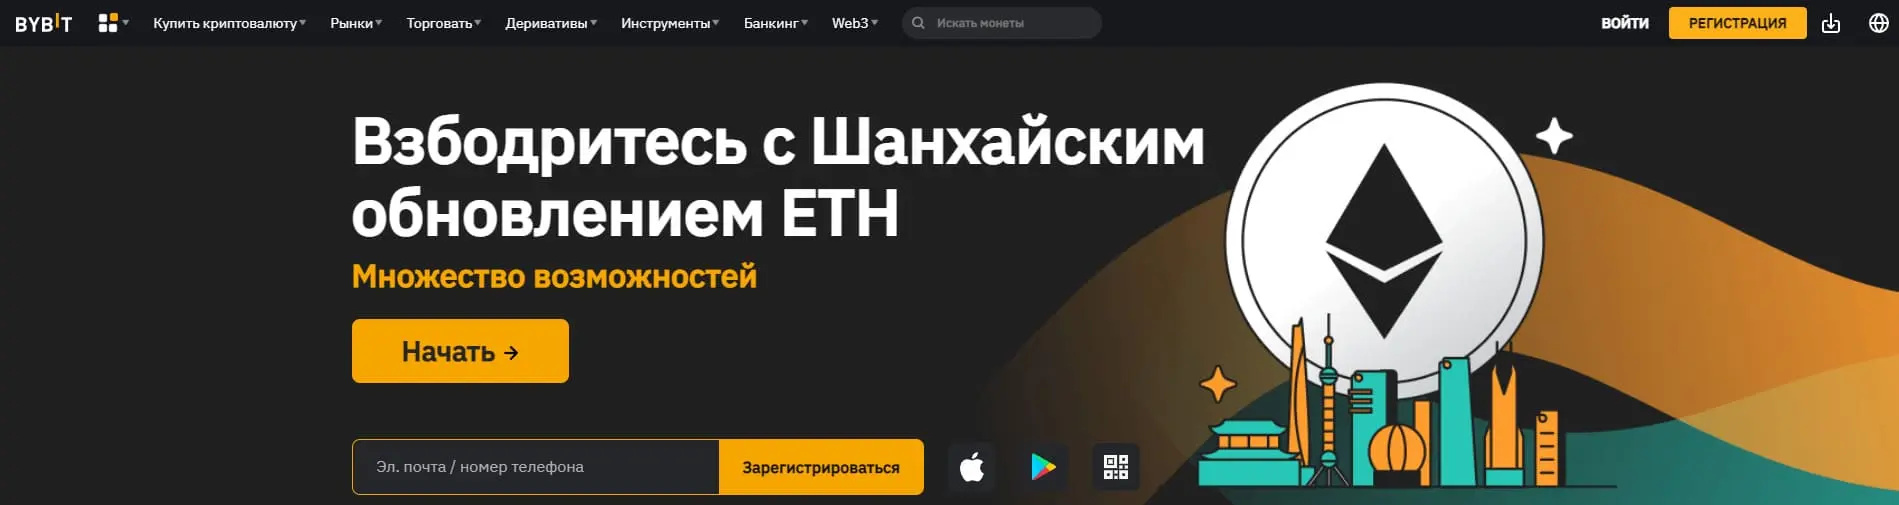 BYBIT
Купить криптовалюту
Рынки
Торговать
Деривативы
Инструменты
Банкинг
Web3
Искать монеты
ВОЙТИ
РЕГИСТРАЦИЯ
Взбодритесь с Шанхайским
обновлением ETH
Множество возможностей
Начать →
Эл. почта / номер телефона
Зарегистрироваться